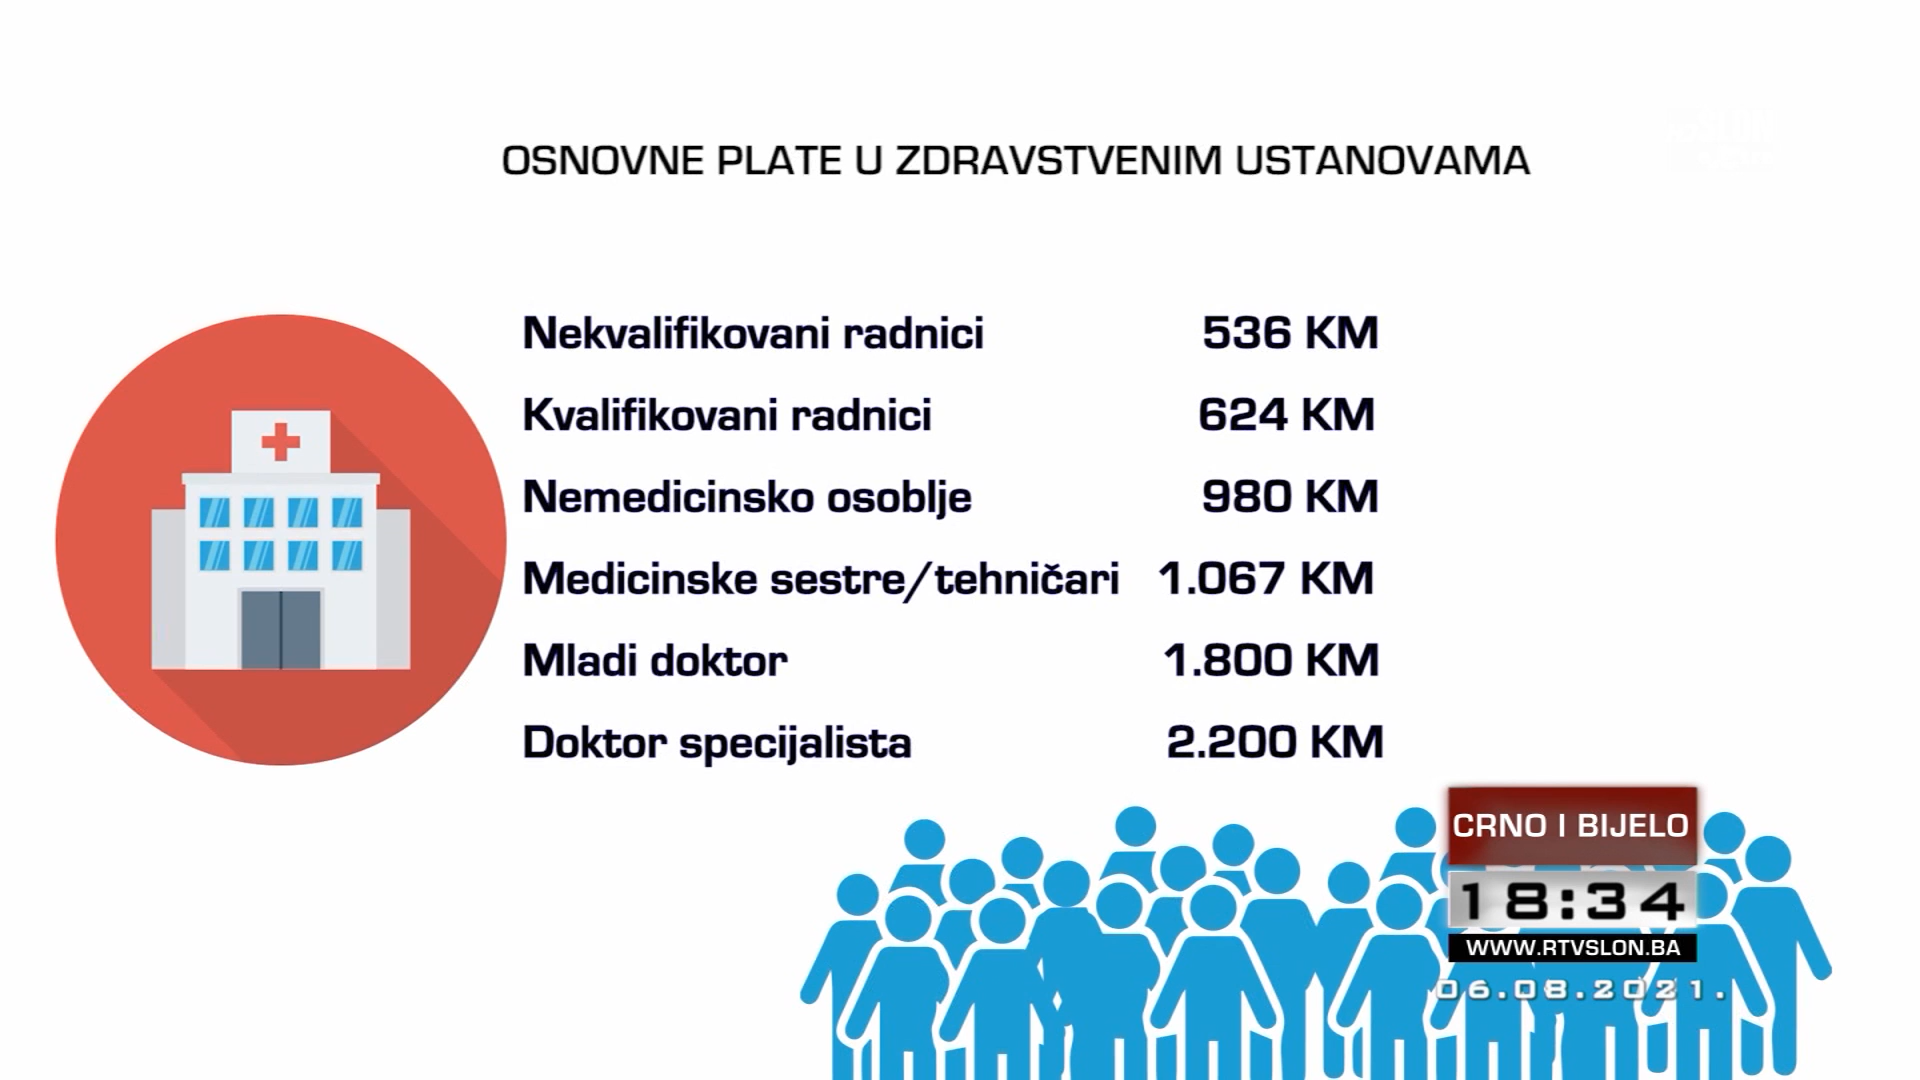 OSNOVNE PLATE U ZDRAVSTVENIM USTANOVAMA
Nekvalifikovani radnici 536 KM
Kvalifikovani radnici 624 KM
Nemedicinsko osoblje 980 KM
Medicinske sestre/tehničari 1.067 KM
Mladi doktor 1.800 KM
Doktor specijalista 2.200 KM
CRNO I BIJELO
18:34
WWW.RTVSLON.BA
06.08.2021.